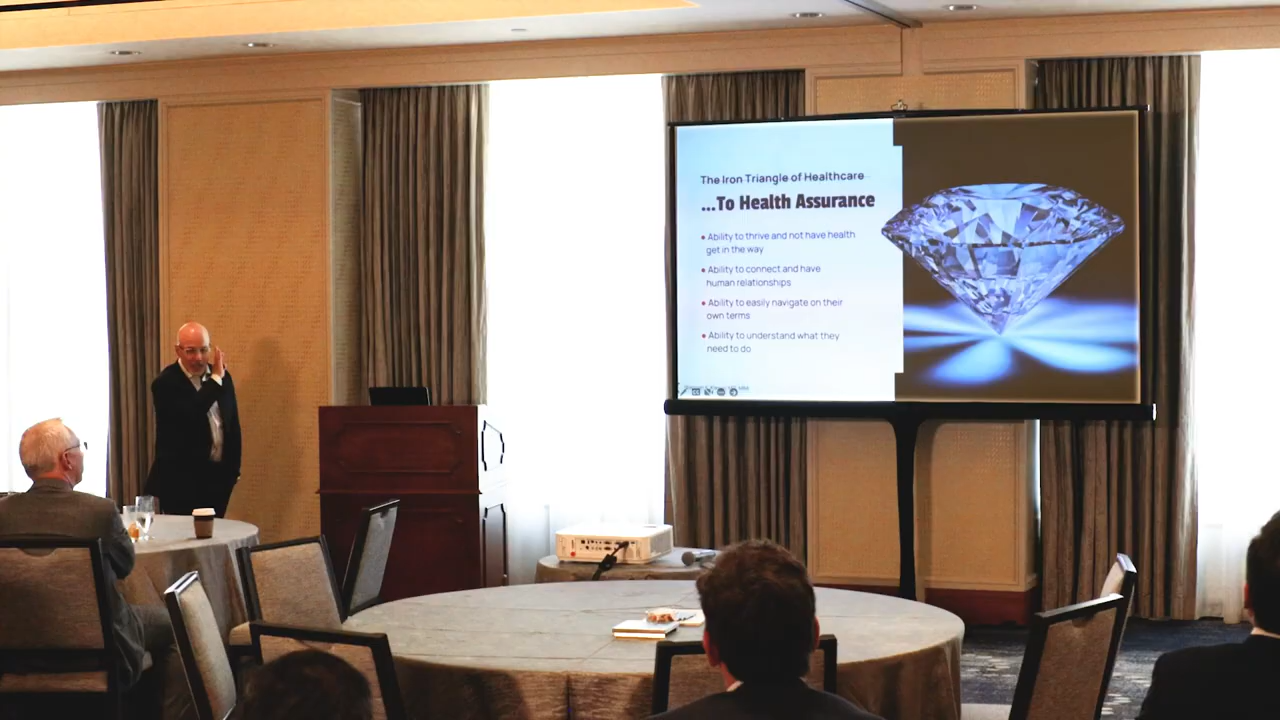 The Iron Triangle of Healthcare
...To Health Assurance
• Ability to thrive and not have health
get in the way
• Ability to connect and have
human relationships
• Ability to easily navigate on their
own terms
• Ability to understand what they
need to do